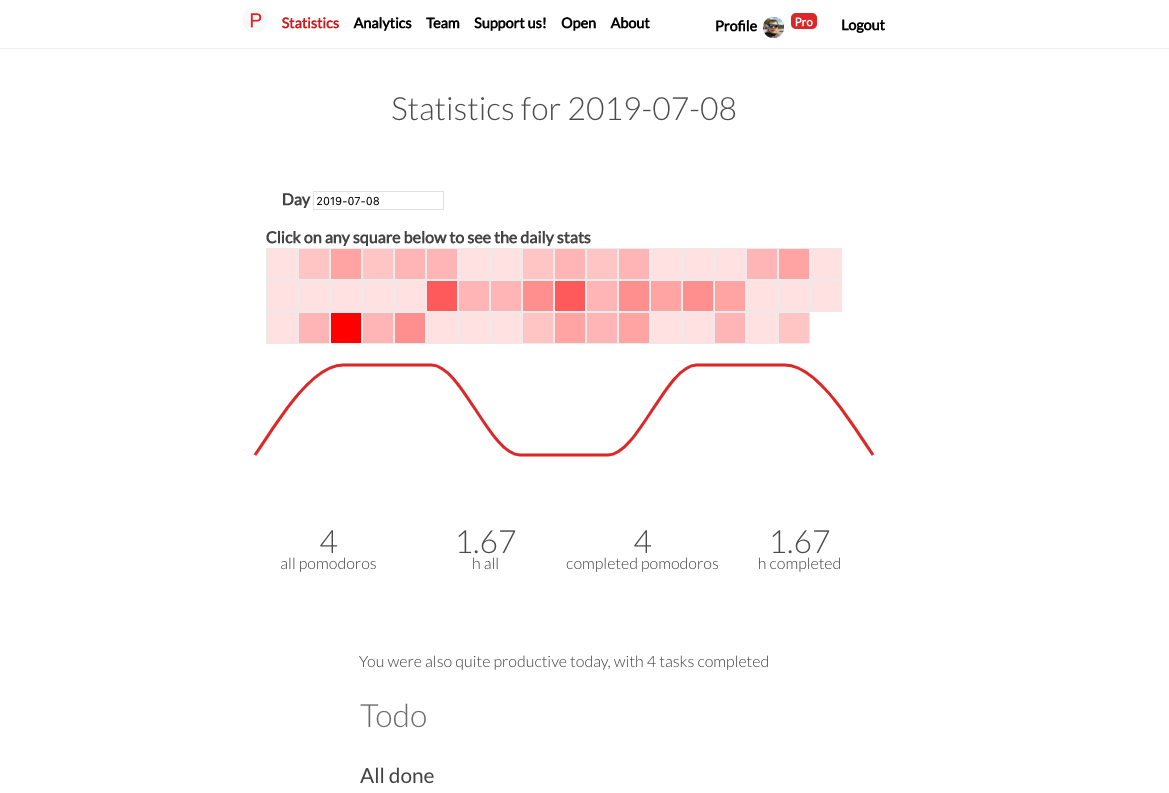 P Statistics Analytics Team Support us! Open About Profile Pro Logout
Statistics for 2019-07-08
Day 2019-07-08
Click on any square below to see the daily stats
4 1.67 4 1.67
all pomodoros h all completed pomodoros h completed
You were also quite productive today, with 4 tasks completed
Todo
All done